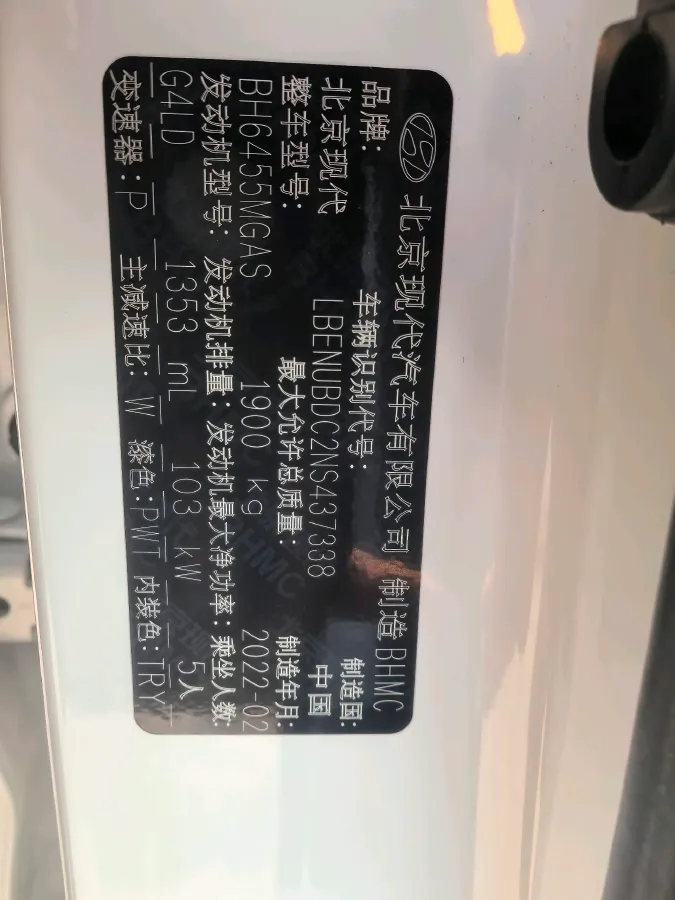 北京现代汽车有限公司 制造 BHMC
品牌: 车辆识别代号: 制造国:
北京现代 LBENUBDC2NS437338 中国
整车型号: 最大允许总质量: 制造年月:
BH6455MGAS 1900 kg 2022-02
发动机型号: 发动机排量: 发动机最大净功率: 乘坐人数:
G4LD 1353 mL 103 kW 5人
变速器: P 主减速比: W 漆色: PW1 内装色: TRY